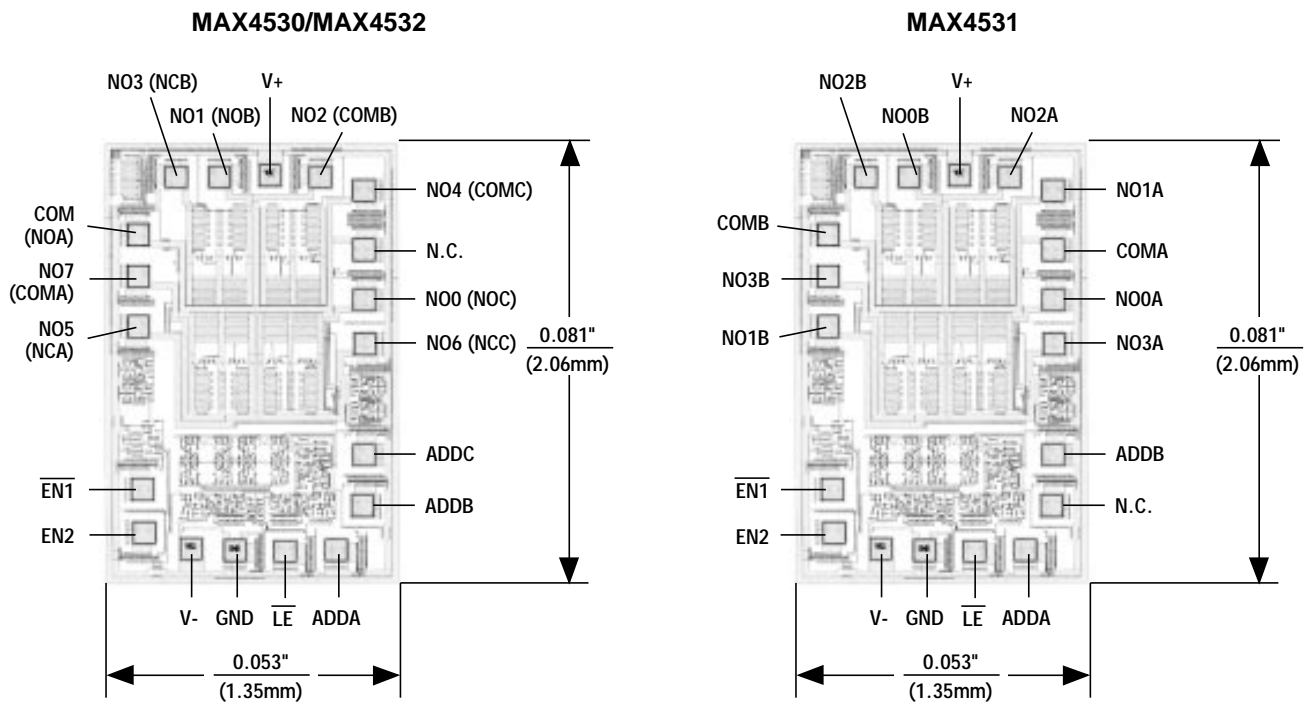 MAX4530/MAX4532
NO3 (NCB)
V+
NO1 (NOB)
NO2 (COMB)
NO4 (COMC)
COM
(NOA)
N.C.
NO7
(COMA)
NO0 (NOC)
NO5
(NCA)
NO6 (NCC)
0.081"
(2.06mm)
ADDC
EN1
ADDB
EN2
V-
GND
LE
ADDA
0.053"
(1.35mm)
MAX4531
NO2B
V+
NO0B
NO2A
NO1A
COMB
COMA
NO3B
NO0A
NO1B
NO3A
0.081"
(2.06mm)
ADDB
EN1
N.C.
EN2
V-
GND
LE
ADDA
0.053"
(1.35mm)